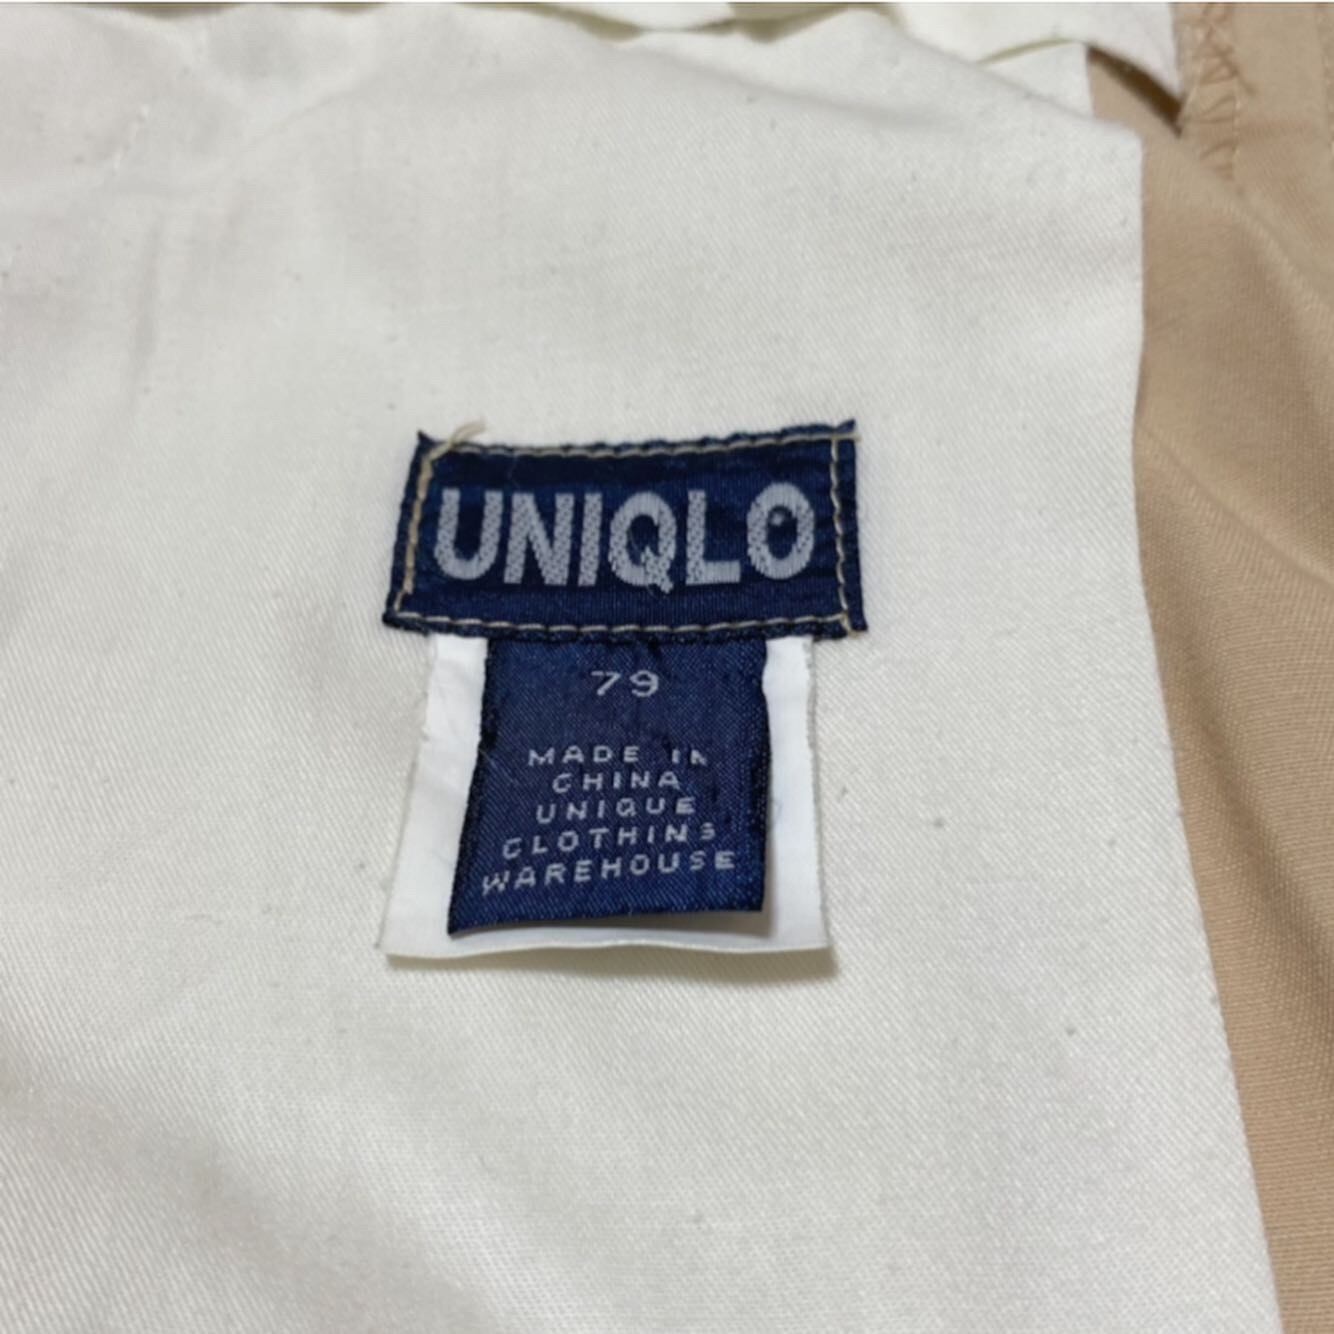 UNIQLO
79
MADE IN
CHINA
UNIQUE
CLOTHING
WAREHOUSE